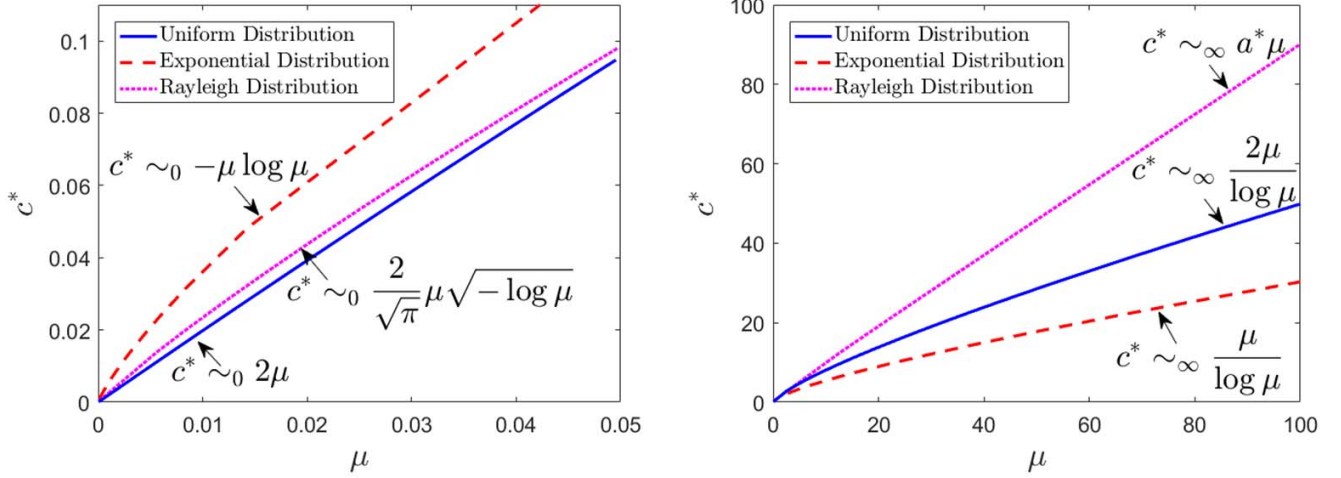 0.1
0.08
0.06
0.04
0.02
0
c*
Uniform Distribution
Exponential Distribution
Rayleigh Distribution
c* ∼₀ −μ log μ
c* ∼₀ 2/√π μ√−log μ
c* ∼₀ 2μ
0 0.01 0.02 0.03 0.04 0.05
μ
100
80
60
40
20
0
c*
Uniform Distribution
Exponential Distribution
Rayleigh Distribution
c* ∼∞ a*μ
c* ∼∞ 2μ/log μ
c* ∼∞ μ/log μ
0 20 40 60 80 100
μ